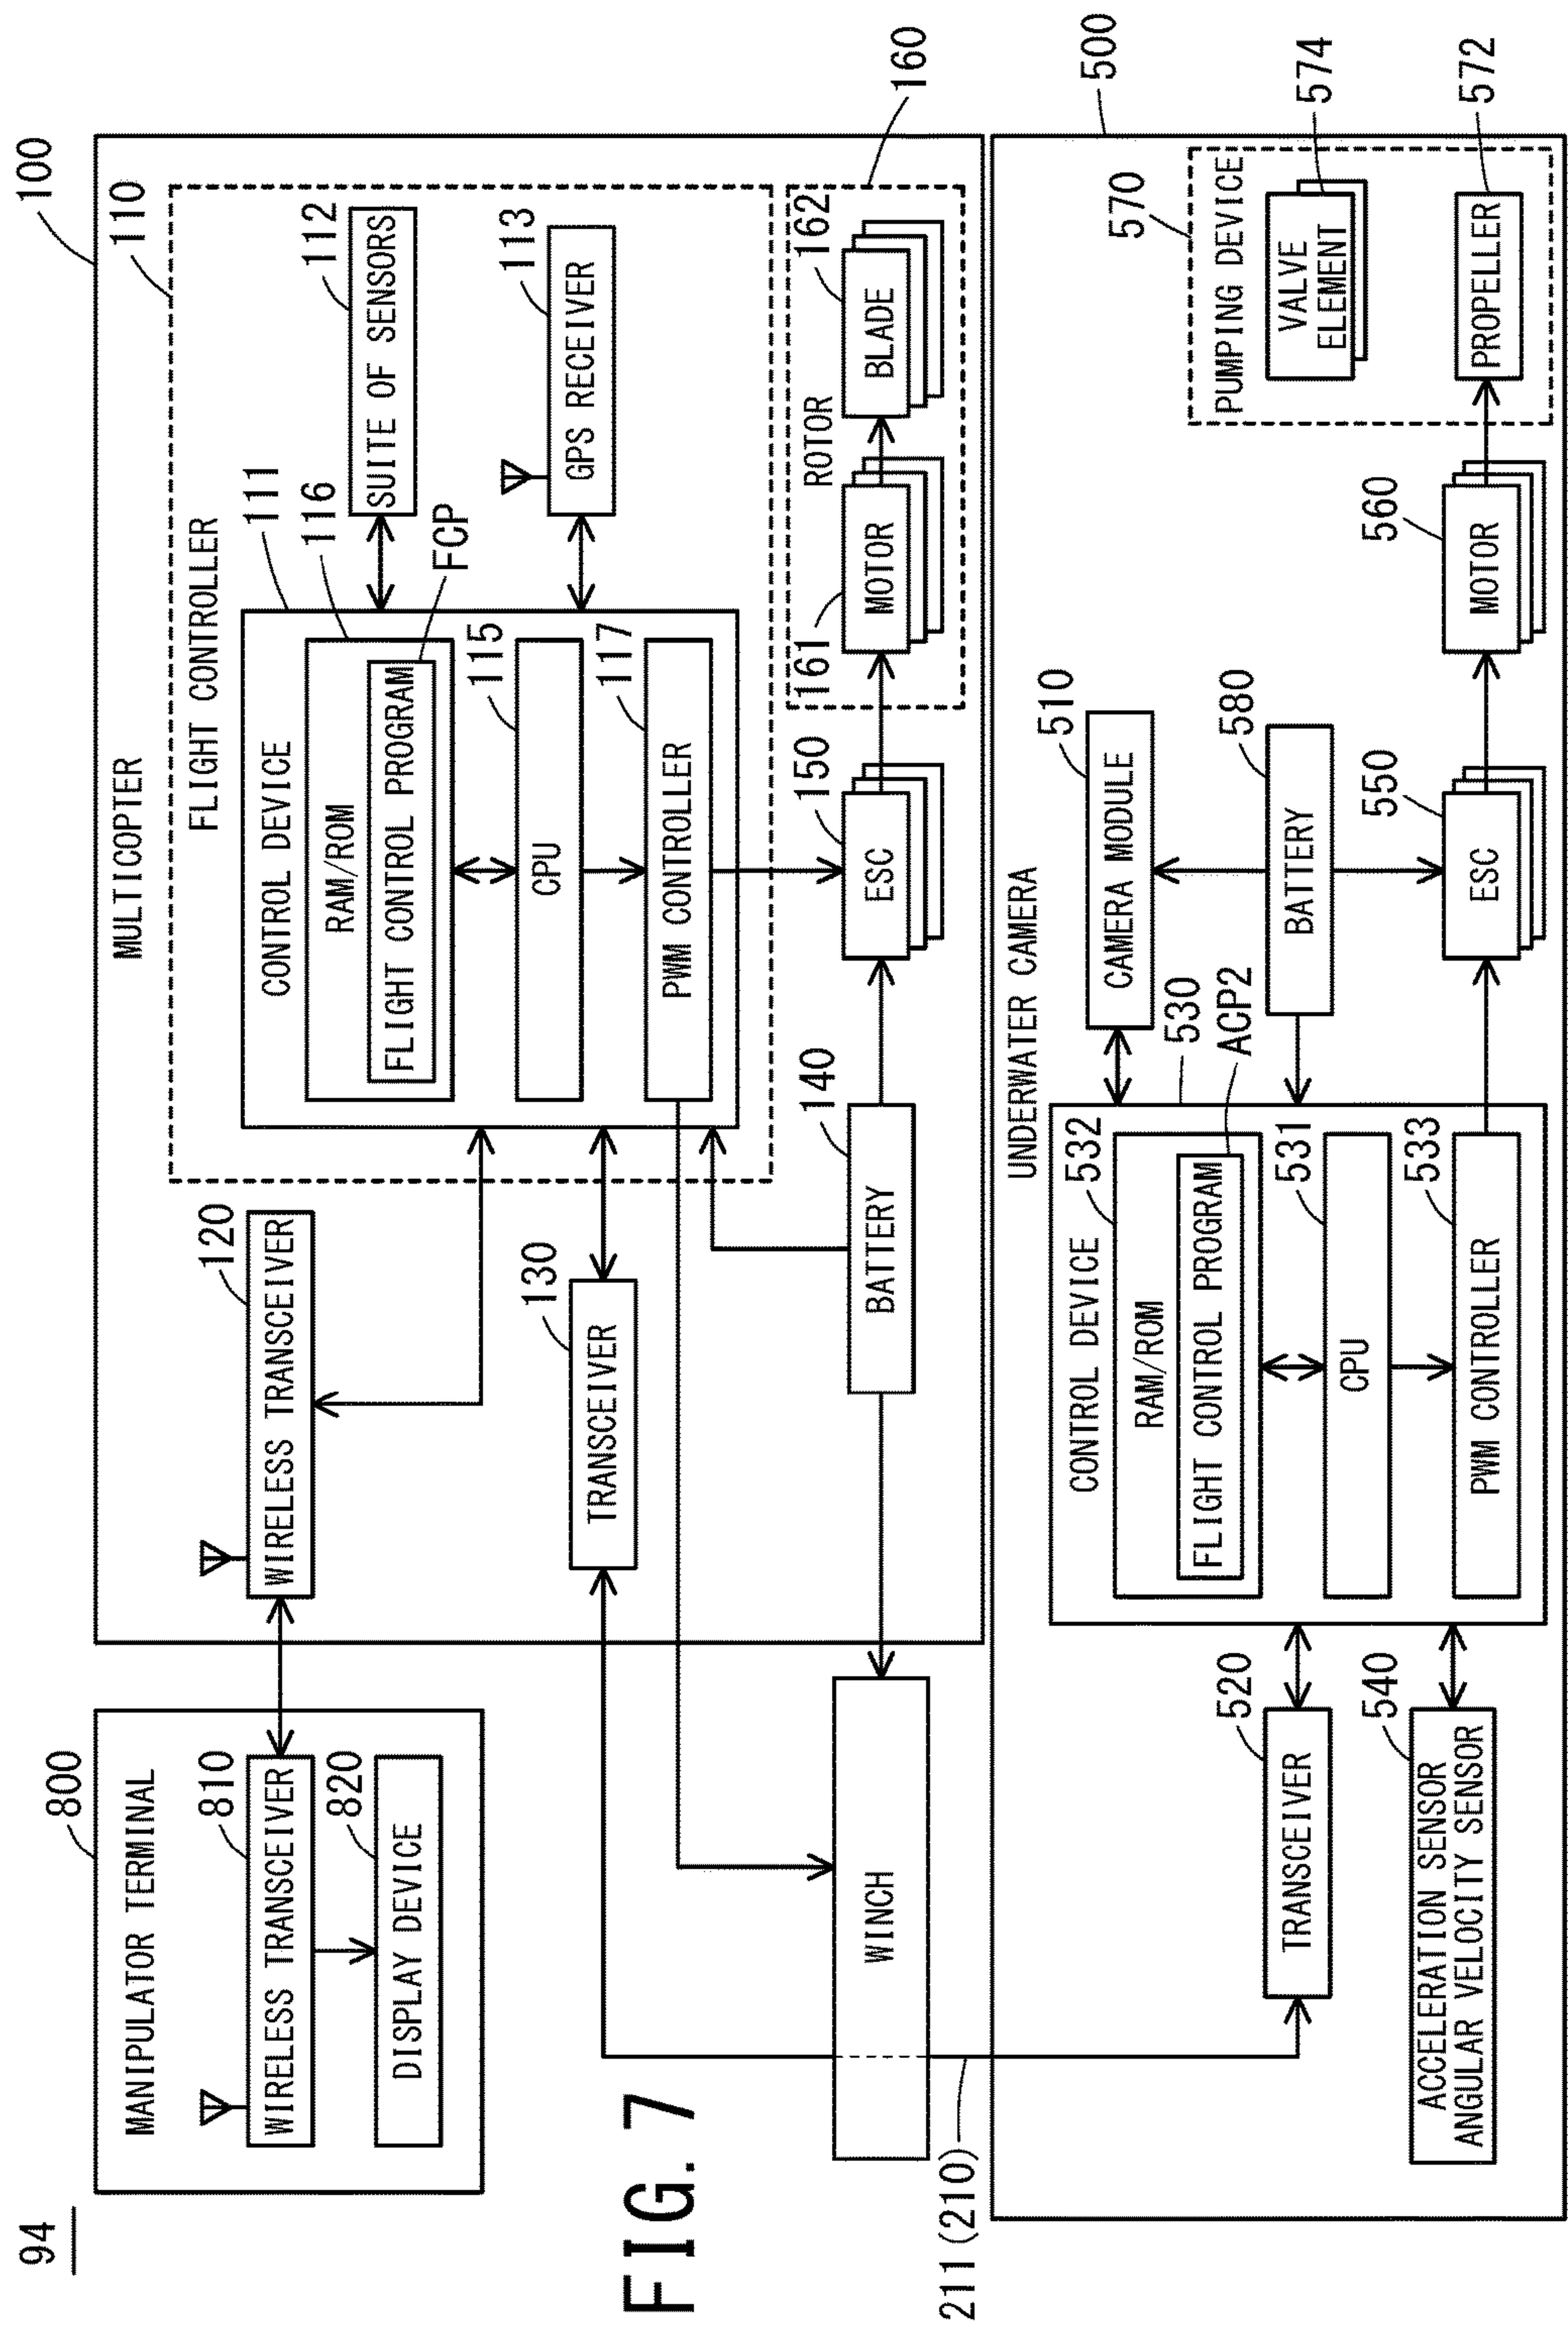 94
FIG. 7
800
MANIPULATOR TERMINAL
810
WIRELESS TRANSCEIVER
820
DISPLAY DEVICE
100
MULTICOPTER
120
WIRELESS TRANSCEIVER
130
TRANSCEIVER
110
FLIGHT CONTROLLER
111
CONTROL DEVICE
116
RAM/ROM
FCP
FLIGHT CONTROL PROGRAM
115
CPU
117
PWM CONTROLLER
112
SUITE OF SENSORS
113
GPS RECEIVER
140
BATTERY
150
ESC
160
ROTOR
161
MOTOR
162
BLADE
WINCH
211(210)
500
UNDERWATER CAMERA
520
TRANSCEIVER
540
ACCELERATION SENSOR
ANGULAR VELOCITY SENSOR
530
CONTROL DEVICE
532
RAM/ROM
ACP2
FLIGHT CONTROL PROGRAM
531
CPU
533
PWM CONTROLLER
510
CAMERA MODULE
580
BATTERY
550
ESC
560
MOTOR
570
PUMPING DEVICE
574
VALVE
ELEMENT
572
PROPELLER